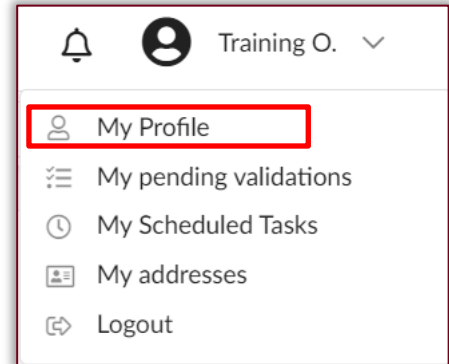 Training O.
My Profile
My pending validations
My Scheduled Tasks
My addresses
Logout